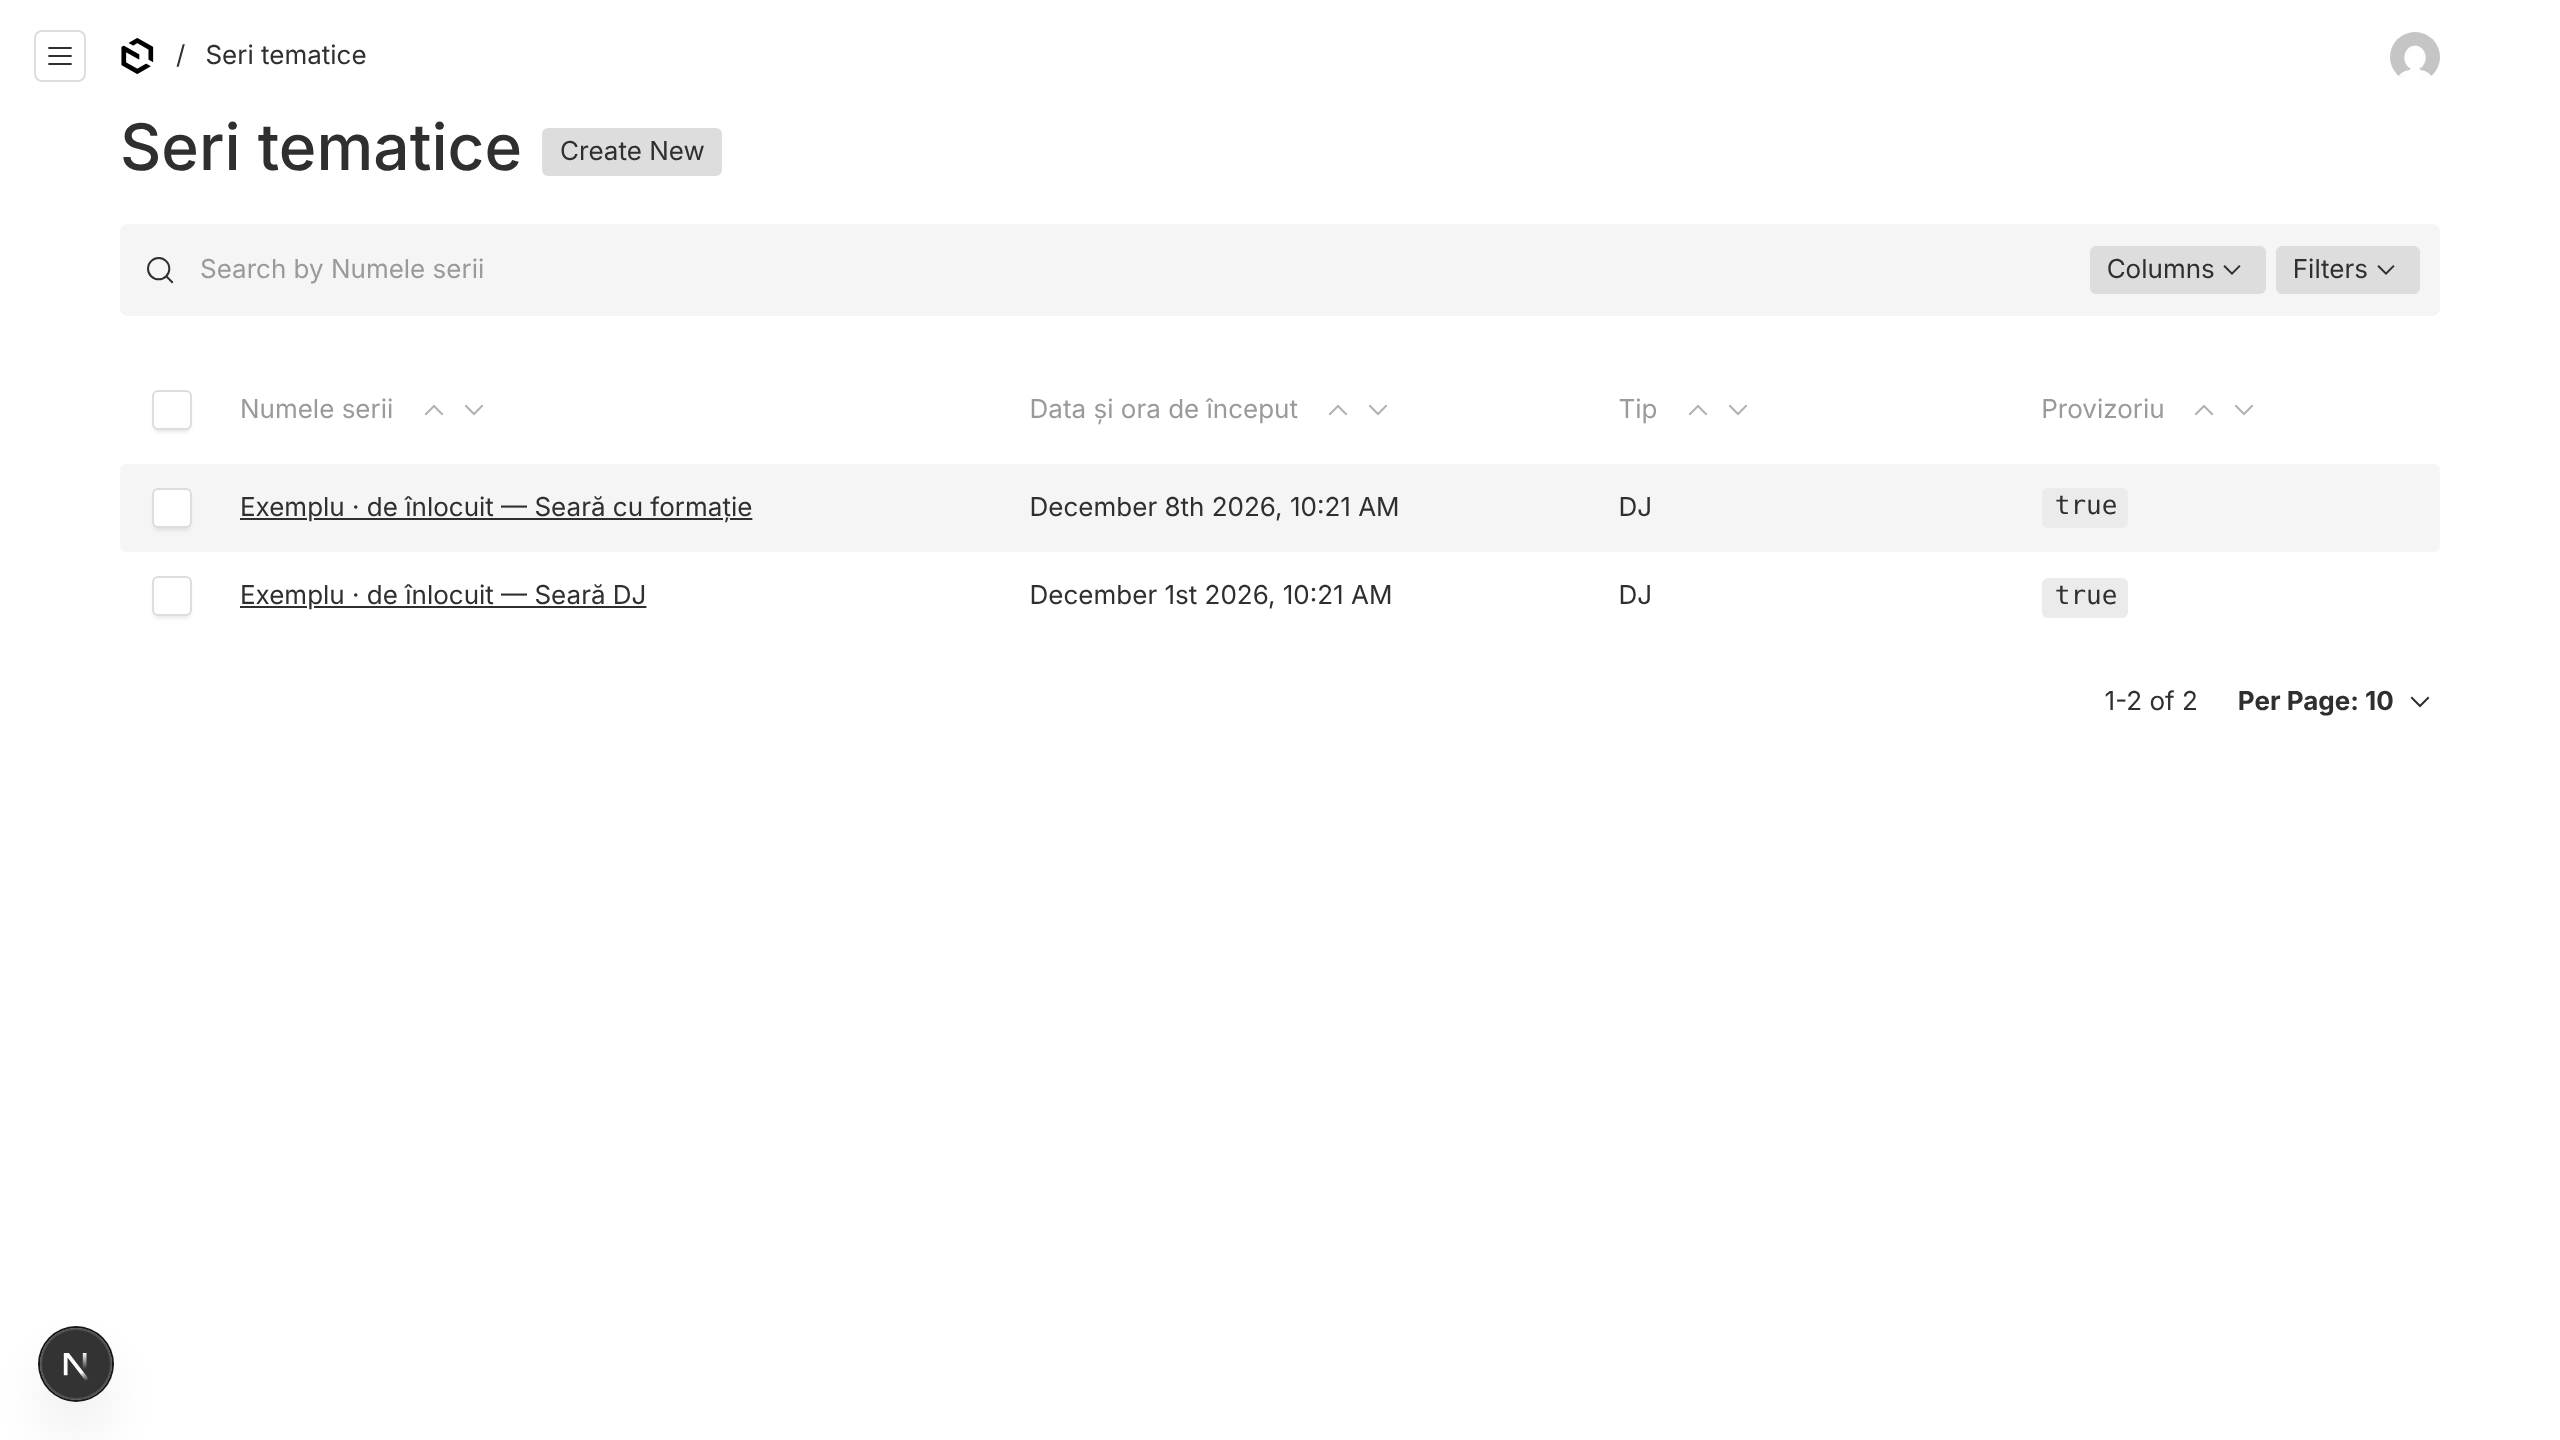 / Seri tematice
Seri tematice Create New
Search by Numele serii Columns Filters
Numele serii Data și ora de început Tip Provizoriu
Exemplu · de înlocuit — Seară cu formație December 8th 2026, 10:21 AM DJ true
Exemplu · de înlocuit — Seară DJ December 1st 2026, 10:21 AM DJ true
1-2 of 2 Per Page: 10
N